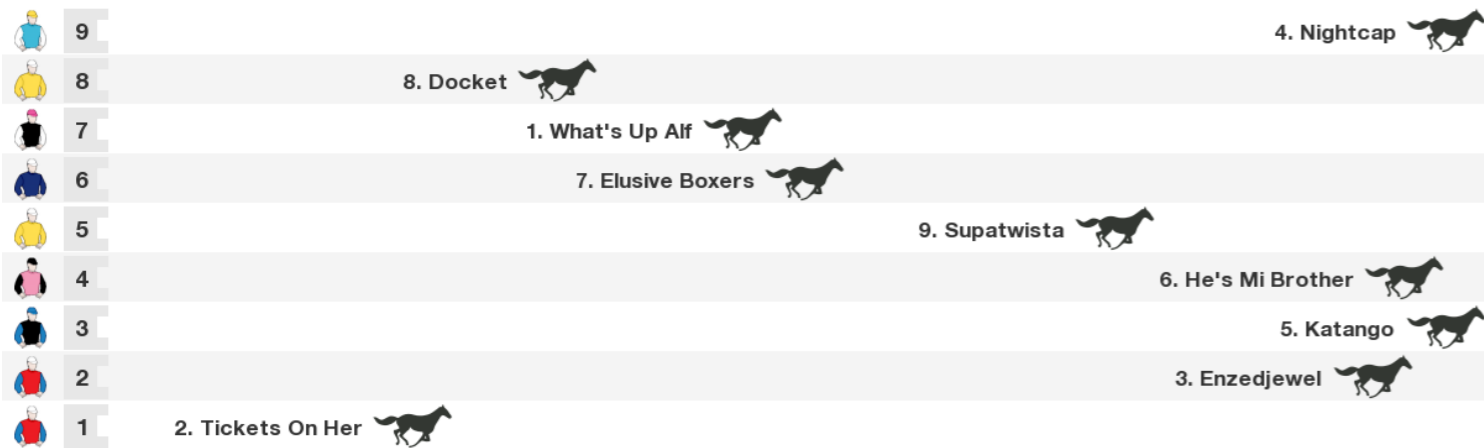 9 4. Nightcap
8 8. Docket
7 1. What's Up Alf
6 7. Elusive Boxers
5 9. Supatwista
4 6. He's Mi Brother
3 5. Katango
2 3. Enzedjewel
1 2. Tickets On Her